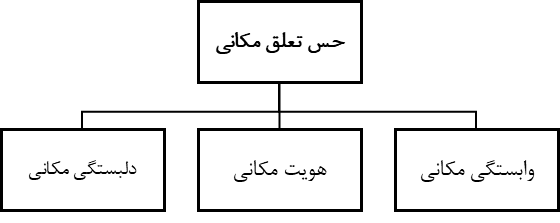 حس تعلق مکانی
وابستگی مکانی
هویت مکانی
دلبستگی مکانی